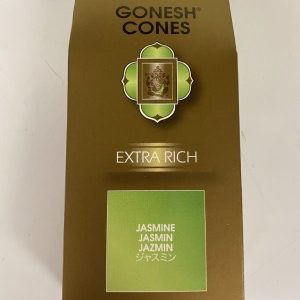 GONESH®
CONES
EXTRA RICH
JASMINE
JASMIN
JAZMIN
ジャスミン